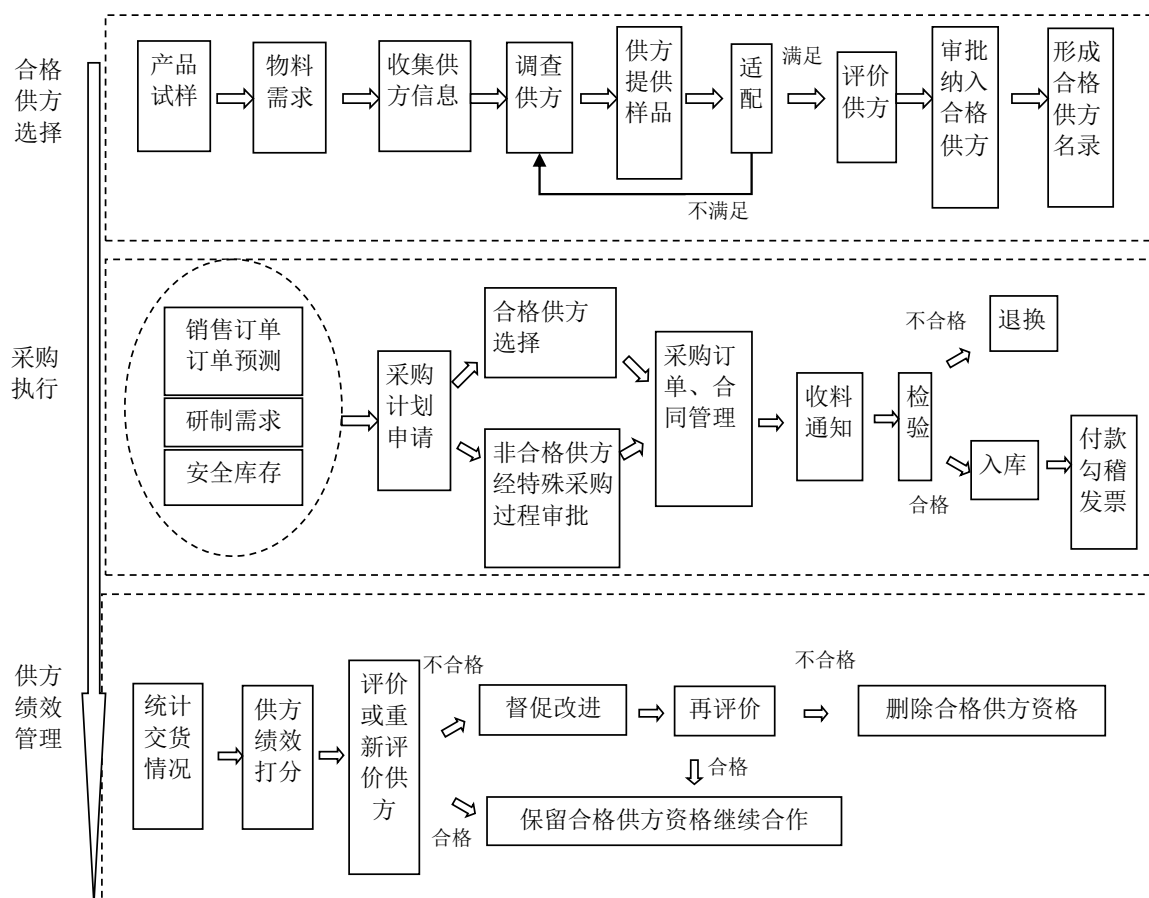 合格
供方
选择
产品
试样
物料
需求
收集供
方信息
调查
供方
供方
提供
样品
适
配
满足
不满足
评价
供方
审批
纳入
合格
供方
形成
合格
供方
名录
采购
执行
销售订单
订单预测
研制需求
安全库存
采购
计划
申请
合格供方
选择
非合格供方
经特殊采购
过程审批
采购订
单、合
同管理
收料
通知
检
验
不合格
退换
合格
入库
付款
勾稽
发票
供方
绩效
管理
统计
交货
情况
供方
绩效
打分
评价
或重
新评
价供
方
不合格
督促改进
再评价
不合格
删除合格供方资格
合格
合格
保留合格供方资格继续合作